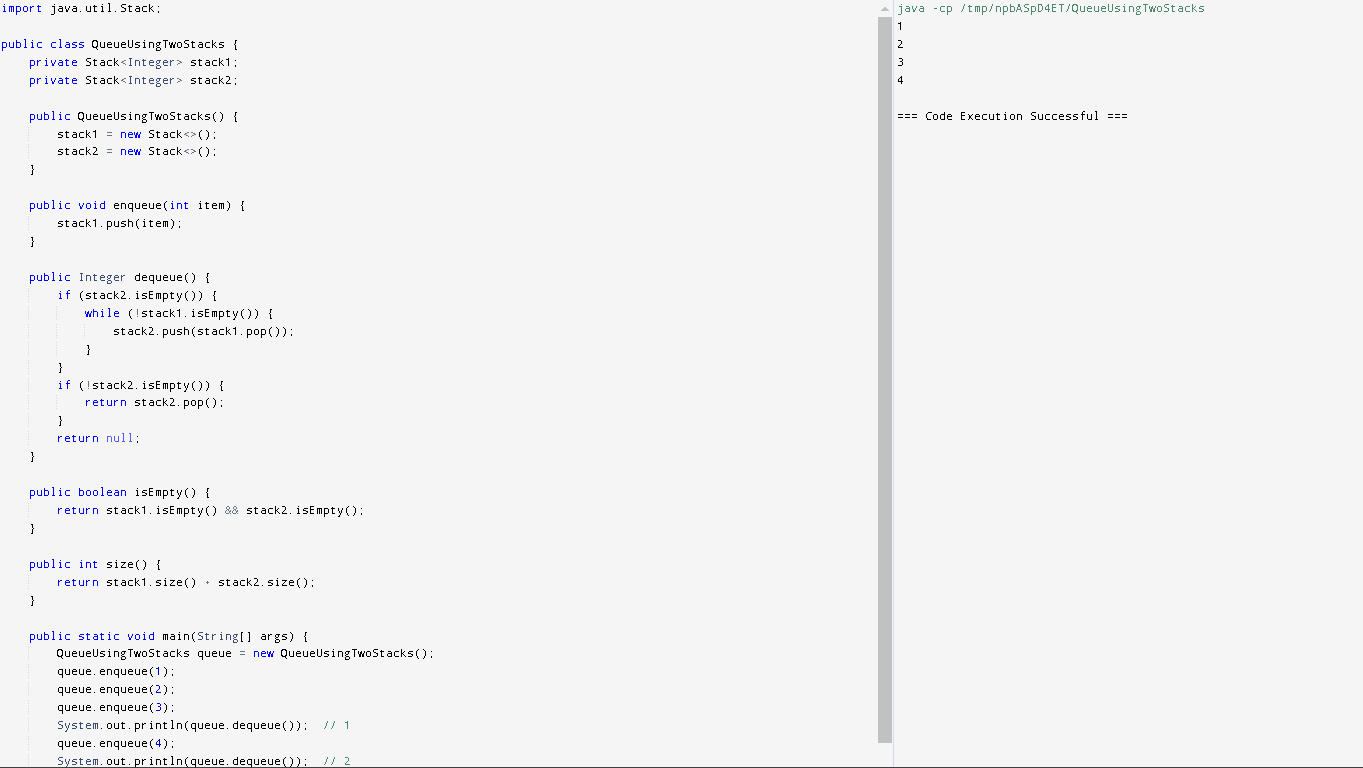 import java.util.Stack;
public class QueueUsingTwoStacks {
    private Stack<Integer> stack1;
    private Stack<Integer> stack2;
    public QueueUsingTwoStacks() {
        stack1 = new Stack<>();
        stack2 = new Stack<>();
    }
    public void enqueue(int item) {
        stack1.push(item);
    }
    public Integer dequeue() {
        if (stack2.isEmpty()) {
            while (!stack1.isEmpty()) {
                stack2.push(stack1.pop());
            }
        }
        if (!stack2.isEmpty()) {
            return stack2.pop();
        }
        return null;
    }
    public boolean isEmpty() {
        return stack1.isEmpty() && stack2.isEmpty();
    }
    public int size() {
        return stack1.size() + stack2.size();
    }
    public static void main(String[] args) {
        QueueUsingTwoStacks queue = new QueueUsingTwoStacks();
        queue.enqueue(1);
        queue.enqueue(2);
        queue.enqueue(3);
        System.out.println(queue.dequeue());  // 1
        queue.enqueue(4);
        System.out.println(queue.dequeue());  // 2
java -cp /tmp/npbASpD4ET/QueueUsingTwoStacks
1
2
3
4
=== Code Execution Successful ===